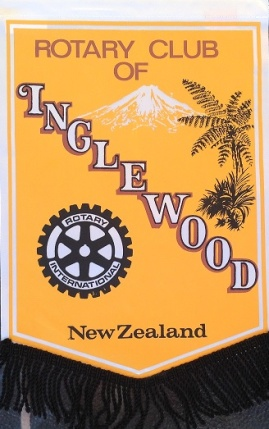 ROTARY CLUB
OF
INGLEWOOD
ROTARY
INTERNATIONAL
New Zealand